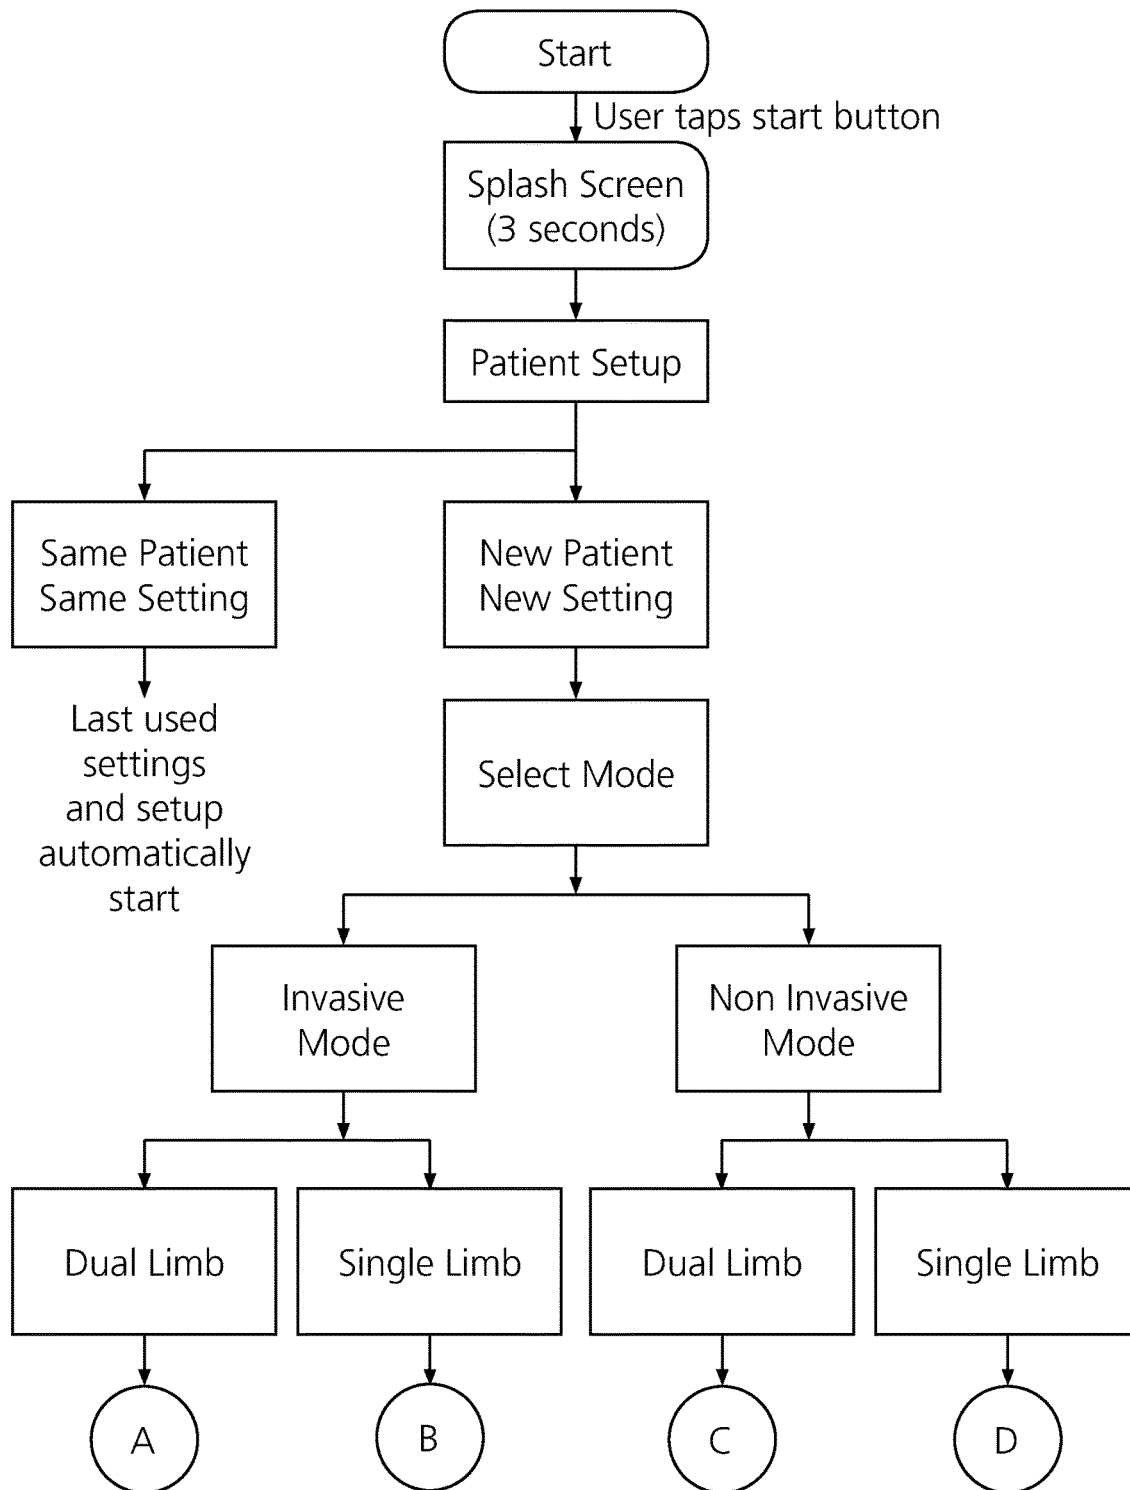 Start
User taps start button
Splash Screen
(3 seconds)
Patient Setup
Same Patient
Same Setting
New Patient
New Setting
Last used
settings
and setup
automatically
start
Select Mode
Invasive
Mode
Non Invasive
Mode
Dual Limb
Single Limb
Dual Limb
Single Limb
A
B
C
D